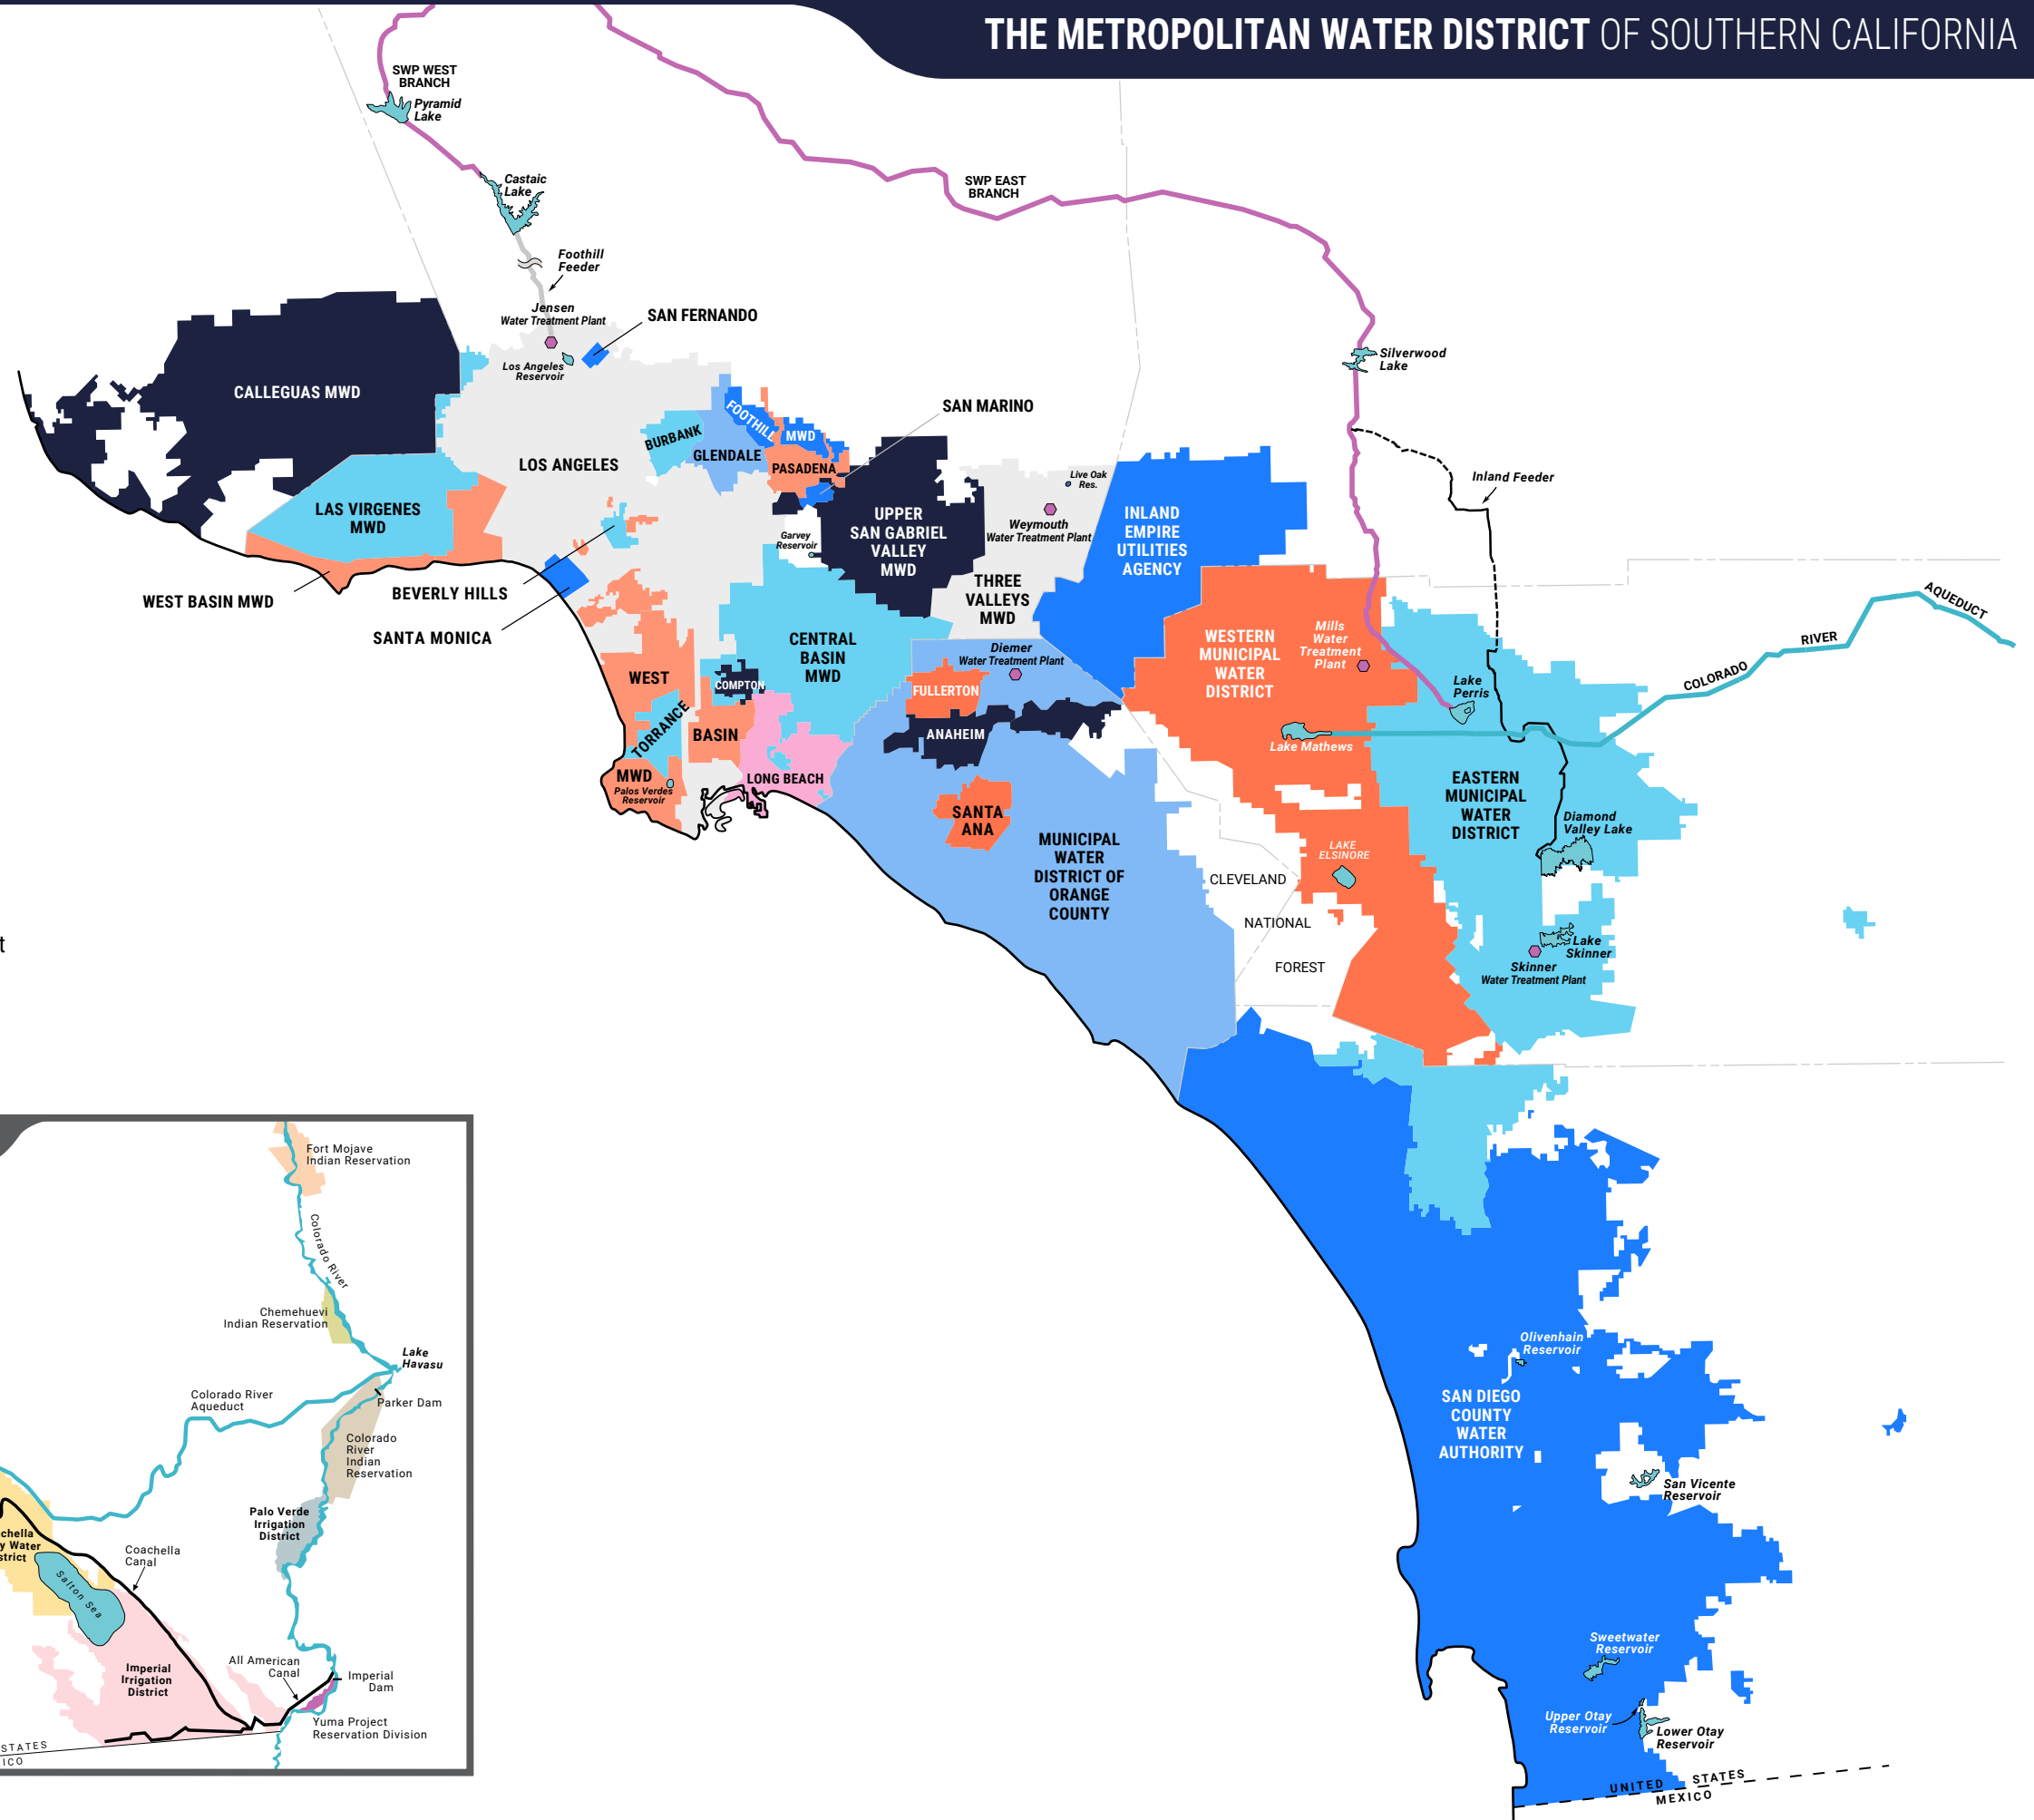 THE METROPOLITAN WATER DISTRICT OF SOUTHERN CALIFORNIA
SWP WEST
BRANCH
Pyramid
Lake
Castaic
Lake
SWP EAST
BRANCH
Foothill
Feeder
Jensen
Water Treatment Plant
SAN FERNANDO
Los Angeles
Reservoir
Silverwood
Lake
CALLEGUAS MWD
SAN MARINO
FOOTHILL
MWD
BURBANK
GLENDALE
PASADENA
LOS ANGELES
Live Oak
Res.
Inland Feeder
LAS VIRGENES
MWD
UPPER
SAN GABRIEL
VALLEY
MWD
Weymouth
Water Treatment Plant
INLAND
EMPIRE
UTILITIES
AGENCY
Garvey
Reservoir
THREE
VALLEYS
MWD
WEST BASIN MWD
BEVERLY HILLS
SANTA MONICA
COLORADO
RIVER
AQUEDUCT
CENTRAL
BASIN
MWD
Diemer
Water Treatment Plant
WESTERN
MUNICIPAL
WATER
DISTRICT
Mills
Water
Treatment
Plant
WEST
COMPTON
FULLERTON
Lake
Perris
TORRANCE
BASIN
ANAHEIM
Lake Mathews
MWD
Palos Verdes
Reservoir
LONG BEACH
SANTA
ANA
EASTERN
MUNICIPAL
WATER
DISTRICT
Diamond
Valley Lake
MUNICIPAL
WATER
DISTRICT OF
ORANGE
COUNTY
LAKE
ELSINORE
CLEVELAND
NATIONAL
FOREST
t
Lake
Skinner
Skinner
Water Treatment Plant
Olivenhain
Reservoir
SAN DIEGO
COUNTY
WATER
AUTHORITY
San Vicente
Reservoir
Sweetwater
Reservoir
Upper Otay
Reservoir
Lower Otay
Reservoir
UNITED STATES
MEXICO
Fort Mojave
Indian Reservation
Colorado River
Chemehuevi
Indian Reservation
Lake
Havasu
Colorado River
Aqueduct
Parker Dam
Colorado
River
Indian
Reservation
Palo Verde
Irrigation
District
chella
y Water
strict
Coachella
Canal
Salton Sea
Imperial
Irrigation
District
All American
Canal
Imperial
Dam
Yuma Project
Reservation Division
STATES
ICO